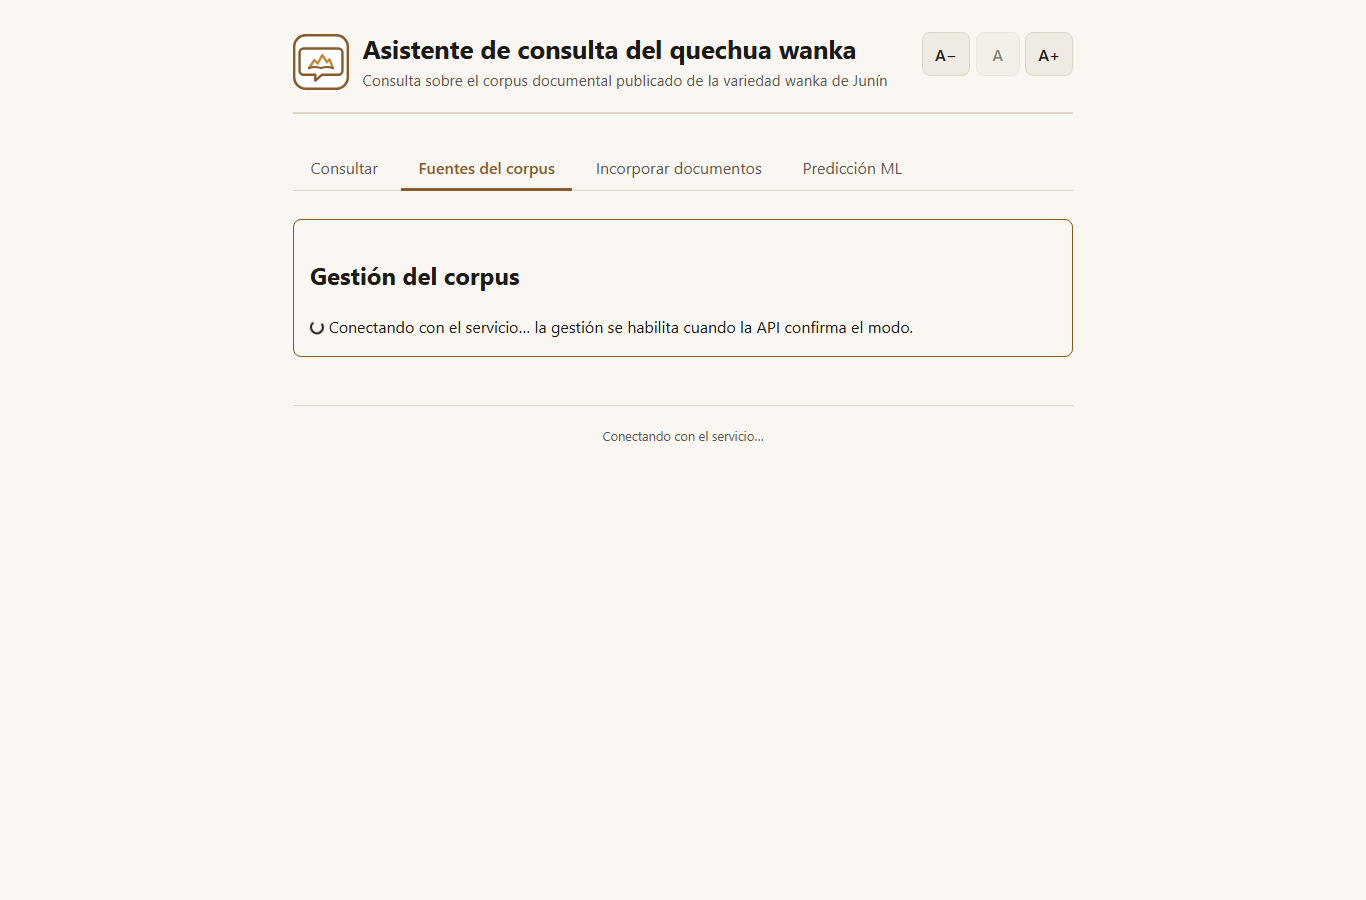 Asistente de consulta del quechua wanka
Consulta sobre el corpus documental publicado de la variedad wanka de Junín
A− A A+
Consultar Fuentes del corpus Incorporar documentos Predicción ML
Gestión del corpus
Conectando con el servicio... la gestión se habilita cuando la API confirma el modo.
Conectando con el servicio...